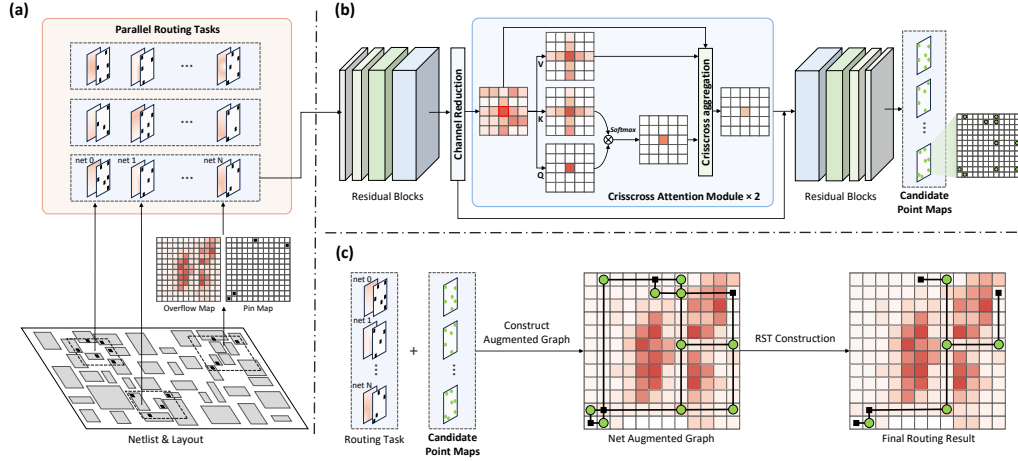 (a)
Parallel Routing Tasks
...
...
net 0
net 1
net N
...
Overflow Map
Pin Map
Netlist & Layout
(b)
Residual Blocks
Channel Reduction
V
K
Q
Softmax
Crisscross aggregation
Crisscross Attention Module × 2
Residual Blocks
...
Candidate
Point Maps
(c)
net 0
net 1
...
net N
Routing Task
+
...
Candidate
Point Maps
Construct
Augmented Graph
Net Augmented Graph
RST Construction
Final Routing Result